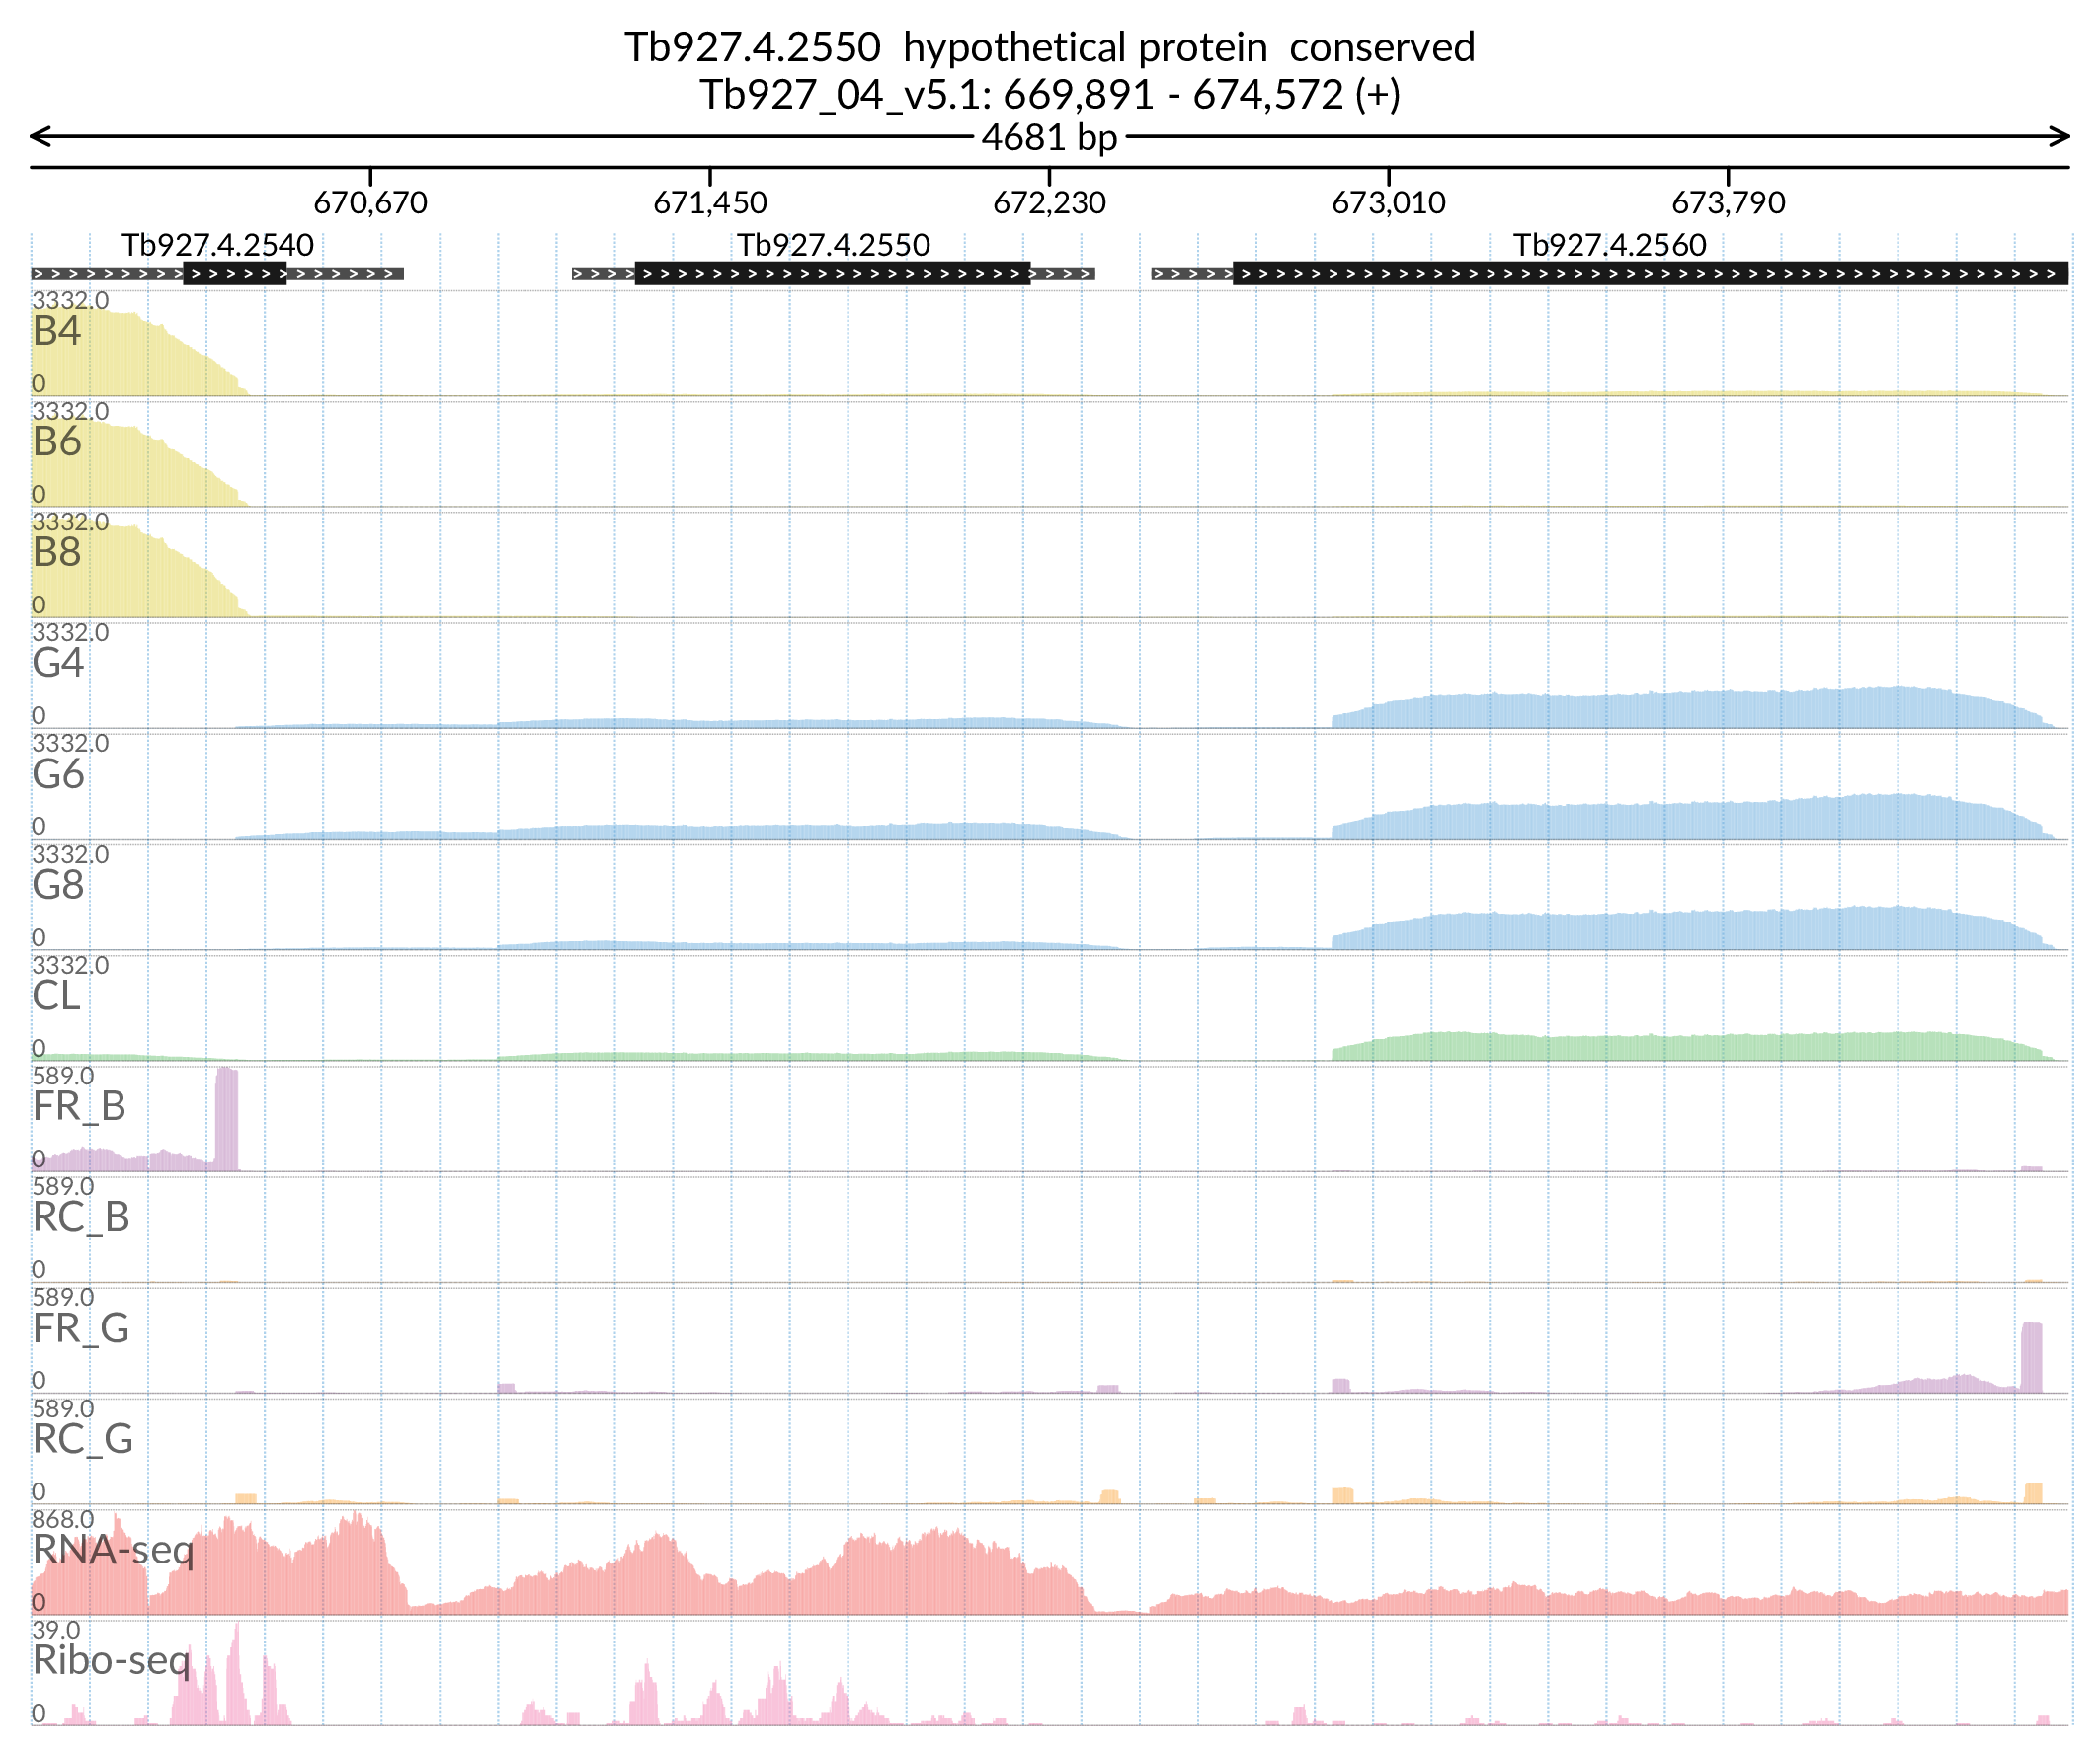 Tb927.4.2550  hypothetical protein  conserved
Tb927_04_v5.1: 669,891 - 674,572 (+)
4681 bp
670,670 671,450 672,230 673,010 673,790
Tb927.4.2540 Tb927.4.2550 Tb927.4.2560
3332.0
B4
0
3332.0
B6
0
3332.0
B8
0
3332.0
G4
0
3332.0
G6
0
3332.0
G8
0
3332.0
CL
0
589.0
FR_B
0
589.0
RC_B
0
589.0
FR_G
0
589.0
RC_G
0
868.0
RNA-seq
0
39.0
Ribo-seq
0